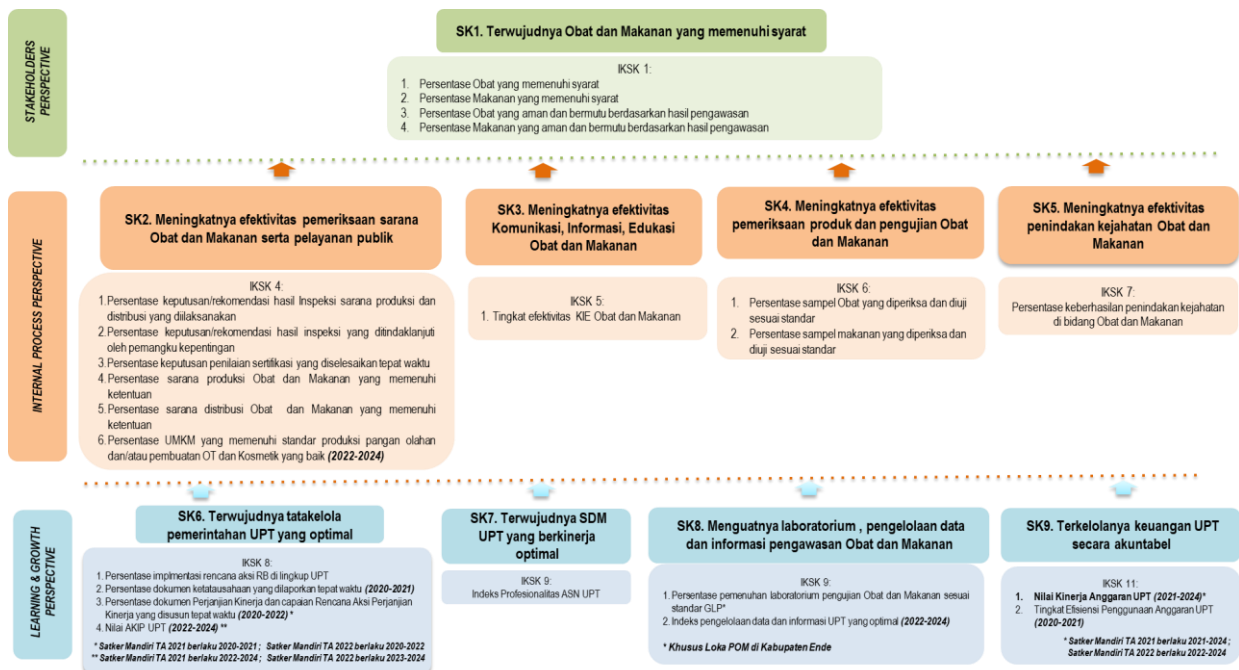 STAKEHOLDERS
PERSPECTIVE
SK1. Terwujudnya Obat dan Makanan yang memenuhi syarat
IKSK 1:
1. Persentase Obat yang memenuhi syarat
2. Persentase Makanan yang memenuhi syarat
3. Persentase Obat yang aman dan bermutu berdasarkan hasil pengawasan
4. Persentase Makanan yang aman dan bermutu berdasarkan hasil pengawasan
INTERNAL PROCESS PERSPECTIVE
SK2. Meningkatnya efektivitas pemeriksaan sarana
Obat dan Makanan serta pelayanan publik
IKSK 4:
1. Persentase keputusan/rekomendasi hasil Inspeksi sarana produksi dan
distribusi yang diilaksanakan
2. Persentase keputusan/rekomendasi hasil inspeksi yang ditindaklanjuti
oleh pemangku kepentingan
3. Persentase keputusan penilaian sertifikasi yang diselesaikan tepat waktu
4. Persentase sarana produksi Obat dan Makanan yang memenuhi
ketentuan
5. Persentase sarana distribusi Obat dan Makanan yang memenuhi
ketentuan
6. Persentase UMKM yang memenuhi standar produksi pangan olahan
dan/atau pembuatan OT dan Kosmetik yang baik (2022-2024)
SK3. Meningkatnya efektivitas
Komunikasi, Informasi, Edukasi
Obat dan Makanan
IKSK 5:
1. Tingkat efektivitas KIE Obat dan Makanan
SK4. Meningkatnya efektivitas
pemeriksaan produk dan pengujian Obat
dan Makanan
IKSK 6:
1. Persentase sampel Obat yang diperiksa dan diuji
sesuai standar
2. Persentase sampel makanan yang diperiksa dan
diuji sesuai standar
SK5. Meningkatnya efektivitas
penindakan kejahatan Obat dan
Makanan
IKSK 7:
Persentase keberhasilan penindakan kejahatan
di bidang Obat dan Makanan
LEARNING & GROWTH
PERSPECTIVE
SK6. Terwujudnya tatakelola
pemerintahan UPT yang optimal
IKSK 8:
1. Persentase implmentasi rencana aksi RB di lingkup UPT
2. Persentase dokumen ketatausahaan yang dilaporkan tepat waktu (2020-2021)
3. Persentase dokumen Perjanjian Kinerja dan capaian Rencana Aksi Perjanjian
Kinerja yang disusun tepat waktu (2020-2022) *
4. Nilai AKIP UPT (2022-2024) **
* Satker Mandiri TA 2021 berlaku 2020-2021 ; Satker Mandiri TA 2022 berlaku 2020-2022
** Satker Mandiri TA 2021 berlaku 2022-2024 ; Satker Mandiri TA 2022 berlaku 2023-2024
SK7. Terwujudnya SDM
UPT yang berkinerja
optimal
IKSK 9:
Indeks Profesionalitas ASN UPT
SK8. Menguatnya laboratorium , pengelolaan data
dan informasi pengawasan Obat dan Makanan
IKSK 9:
1. Persentase pemenuhan laboratorium pengujian Obat dan Makanan sesuai
standar GLP*
2. Indeks pengelolaan data dan informasi UPT yang optimal (2022-2024)
* Khusus Loka POM di Kabupaten Ende
SK9. Terkelolanya keuangan UPT
secara akuntabel
IKSK 11:
1. Nilai Kinerja Anggaran UPT (2021-2024)*
2. Tingkat Efisiensi Penggunaan Anggaran UPT
(2020-2021)
* Satker Mandiri TA 2021 berlaku 2021-2024 ;
Satker Mandiri TA 2022 berlaku 2022-2024